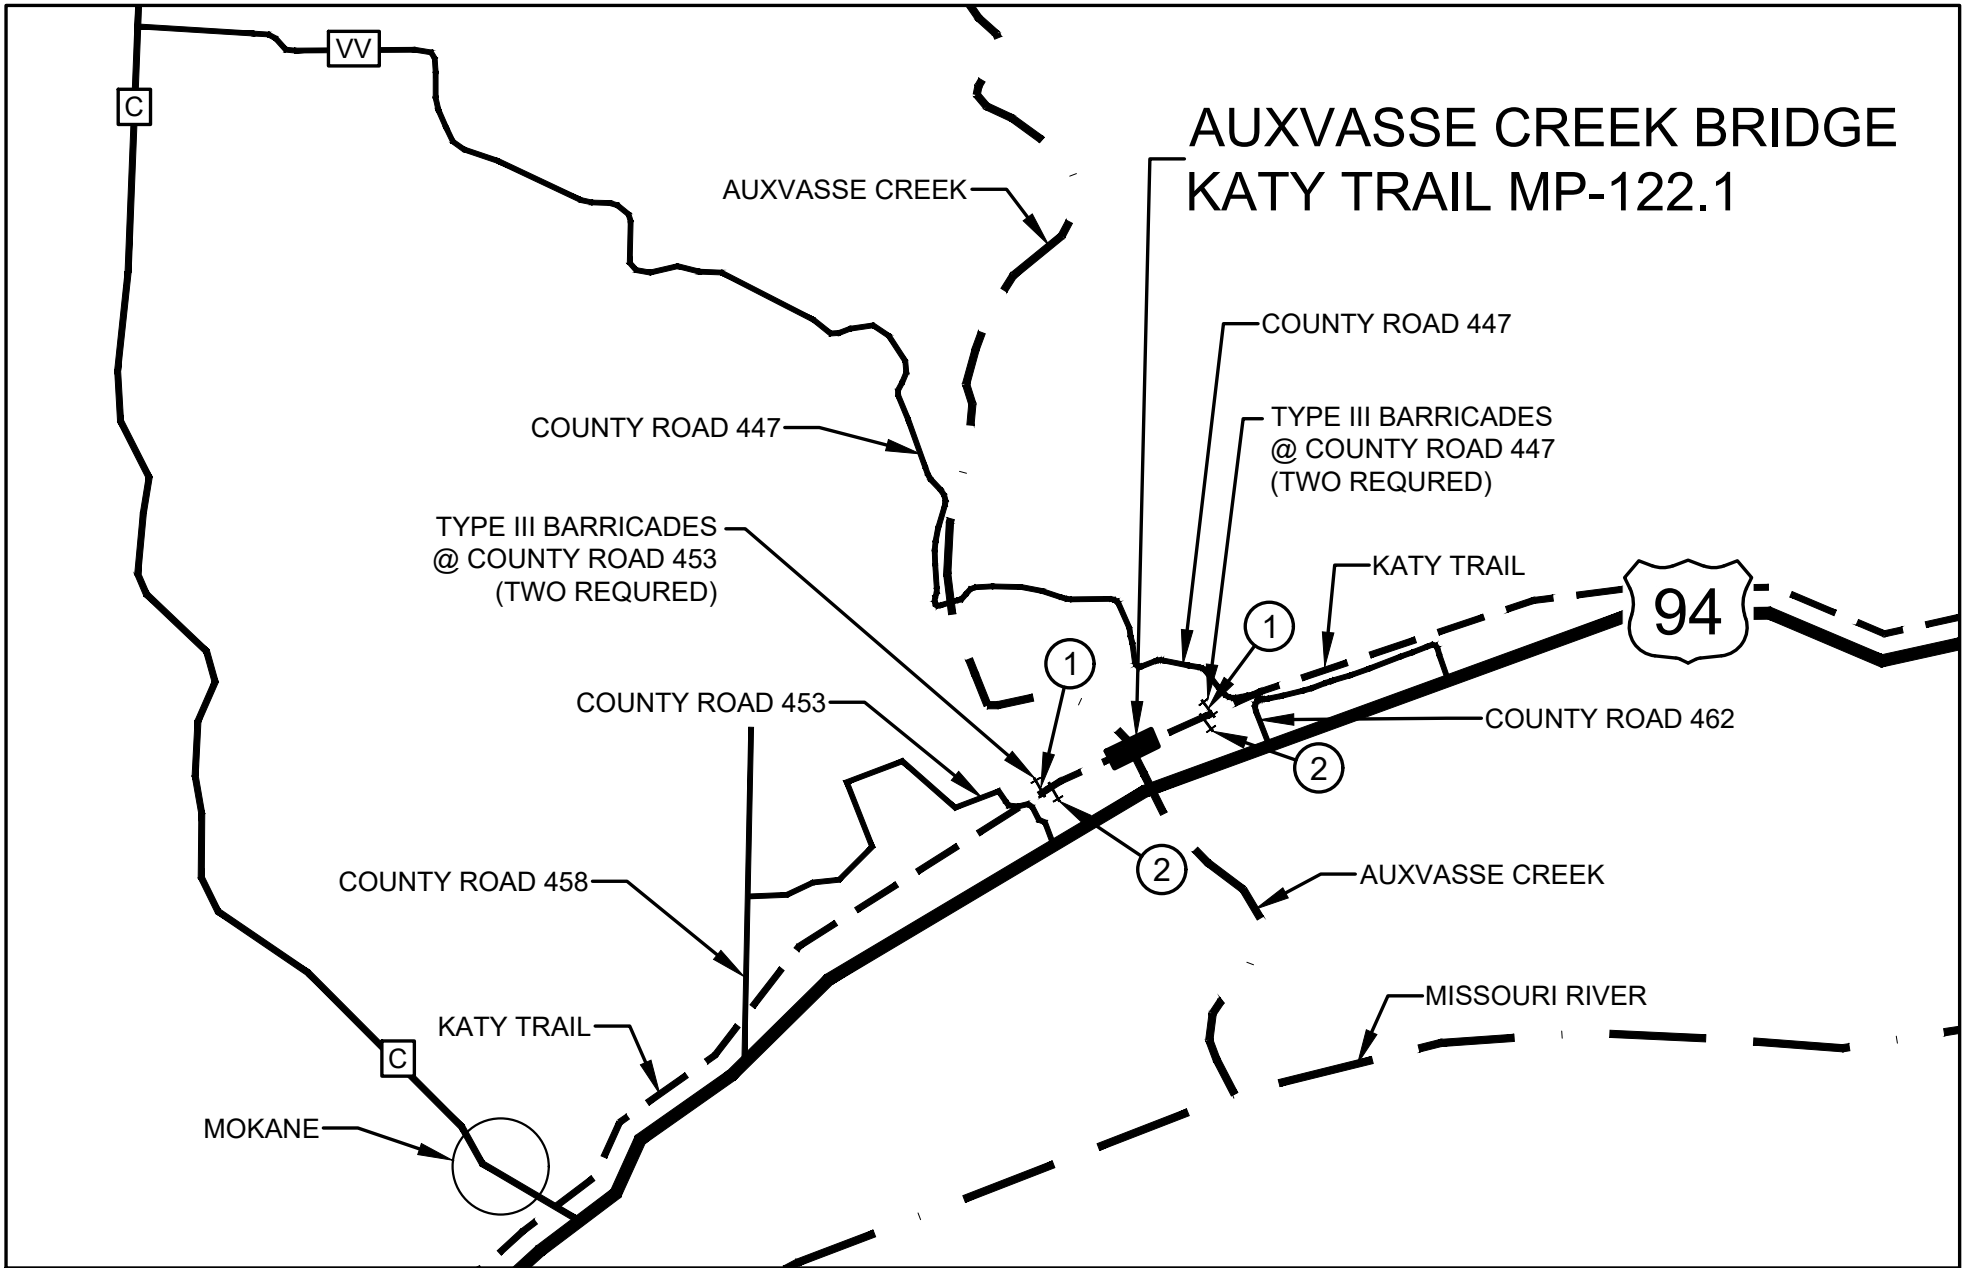 VV
C
AUXVASSE CREEK BRIDGE
KATY TRAIL MP-122.1
AUXVASSE CREEK
COUNTY ROAD 447
COUNTY ROAD 447
TYPE III BARRICADES
@ COUNTY ROAD 447
(TWO REQURED)
TYPE III BARRICADES
@ COUNTY ROAD 453
(TWO REQURED)
KATY TRAIL
94
1
1
COUNTY ROAD 453
COUNTY ROAD 462
2
2
COUNTY ROAD 458
AUXVASSE CREEK
MISSOURI RIVER
KATY TRAIL
C
MOKANE